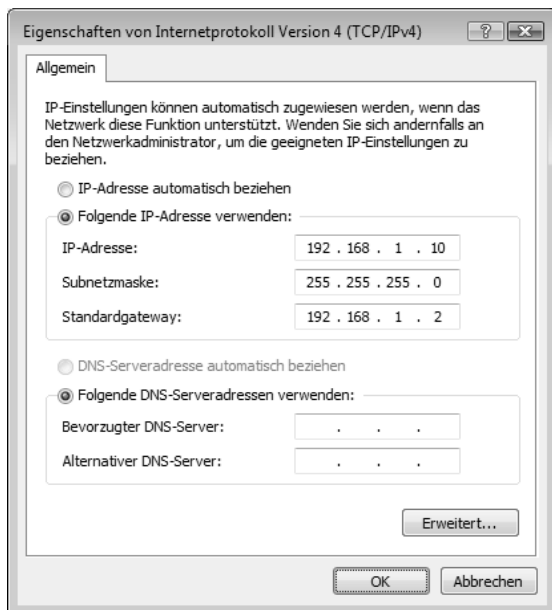 Eigenschaften von Internetprotokoll Version 4 (TCP/IPv4)
Allgemein
IP-Einstellungen können automatisch zugewiesen werden, wenn das
Netzwerk diese Funktion unterstützt. Wenden Sie sich andernfalls an
den Netzwerkadministrator, um die geeigneten IP-Einstellungen zu
beziehen.
IP-Adresse automatisch beziehen
Folgende IP-Adresse verwenden:
IP-Adresse: 192 . 168 . 1 . 10
Subnetzmaske: 255 . 255 . 255 . 0
Standardgateway: 192 . 168 . 1 . 2
DNS-Serveradresse automatisch beziehen
Folgende DNS-Serveradressen verwenden:
Bevorzugter DNS-Server: . . .
Alternativer DNS-Server: . . .
Erweitert...
OK Abbrechen